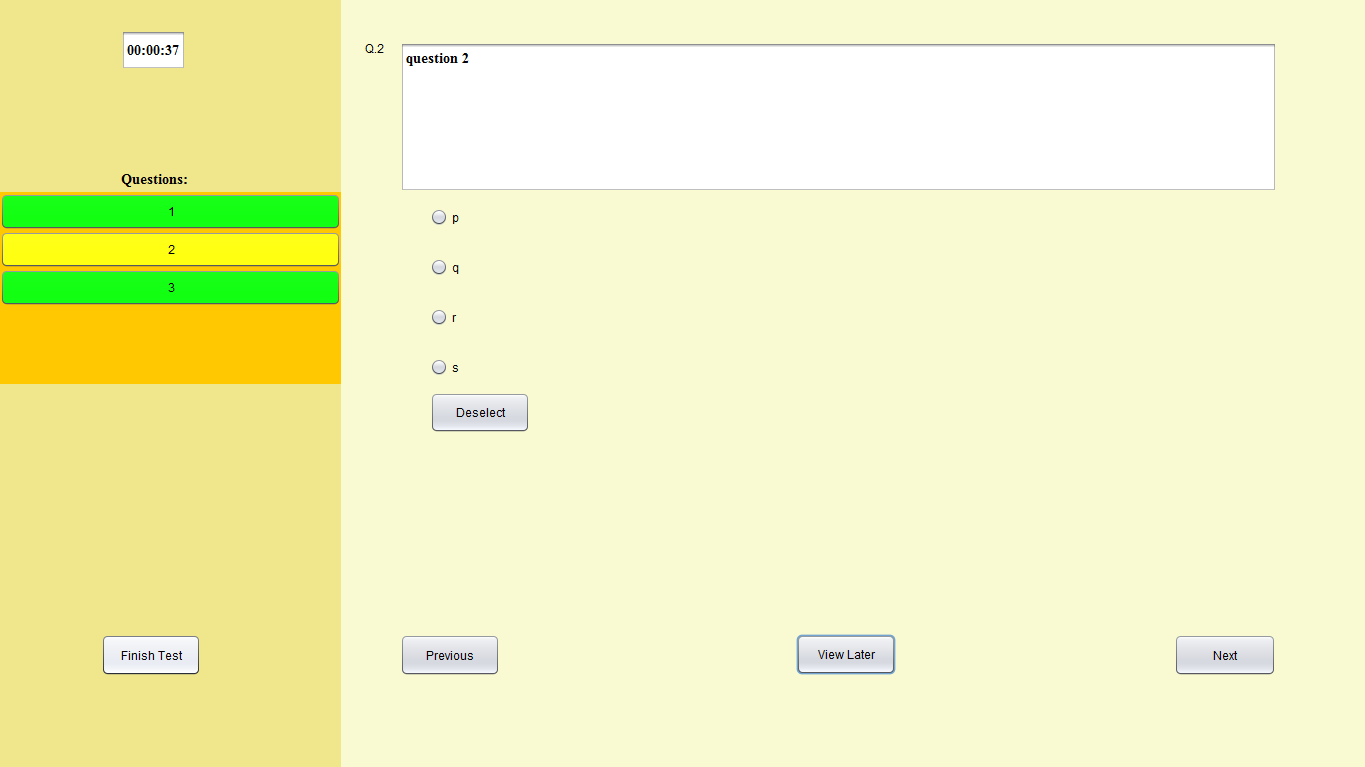 00:00:37
Questions:
1
2
3
Finish Test
Q.2
question 2
p
q
r
s
Deselect
Previous
View Later
Next